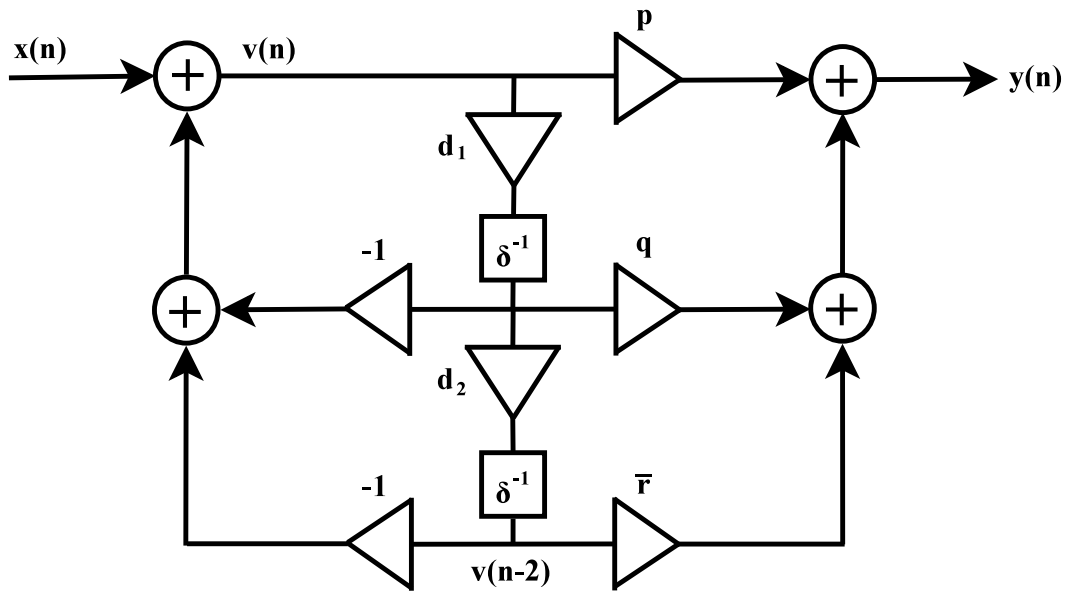 p
x(n)
v(n)
+
+
y(n)
d₁
δ⁻¹
-1
q
+
+
d₂
δ⁻¹
-1
r̅
v(n-2)